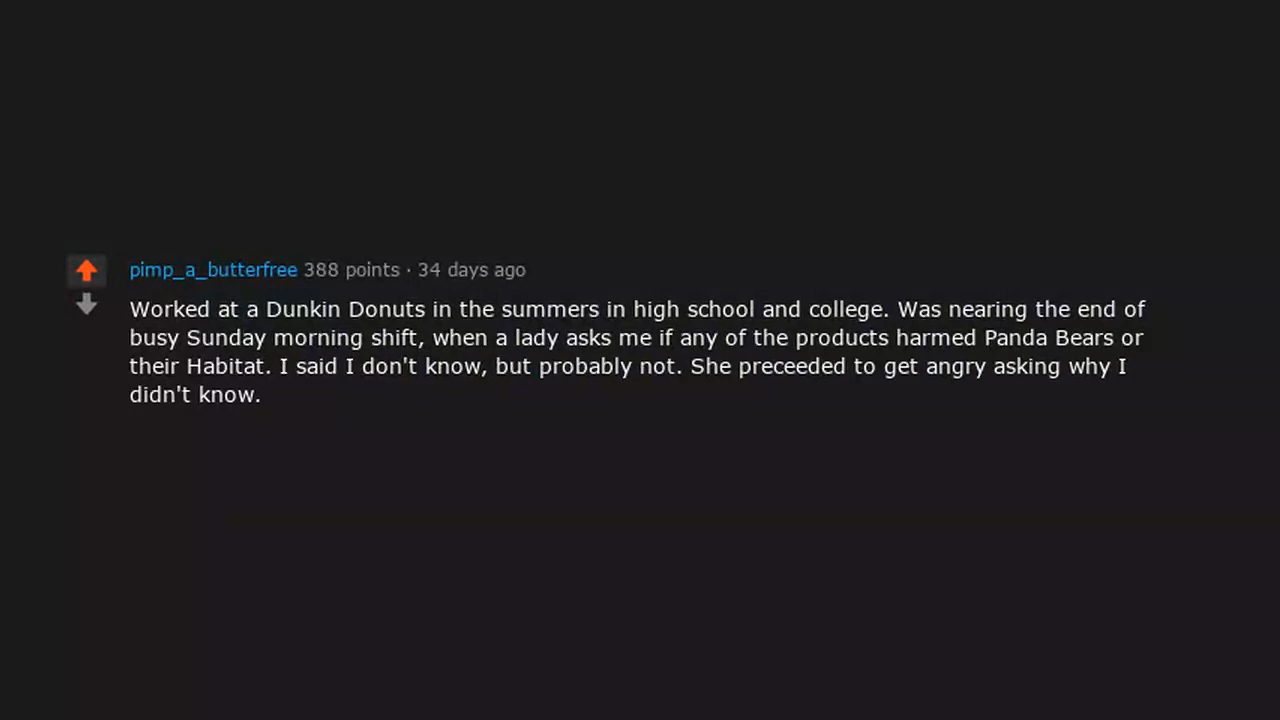 pimp_a_butterfree 388 points · 34 days ago
Worked at a Dunkin Donuts in the summers in high school and college. Was nearing the end of
busy Sunday morning shift, when a lady asks me if any of the products harmed Panda Bears or
their Habitat. I said I don't know, but probably not. She preceeded to get angry asking why I
didn't know.